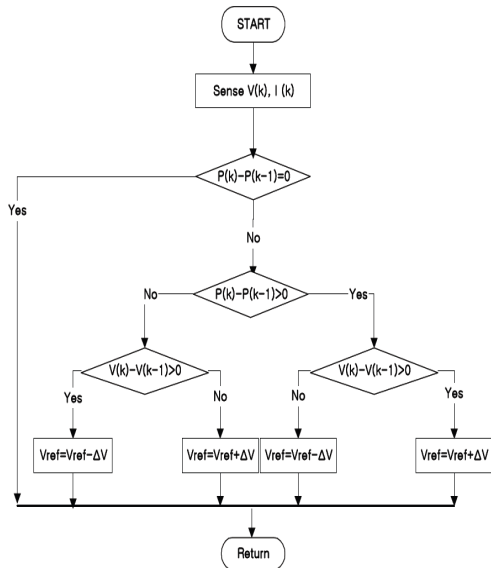 START
Sense V(k), I (k)
P(k)-P(k-1)=0
Yes
No
P(k)-P(k-1)>0
No
Yes
V(k)-V(k-1)>0
V(k)-V(k-1)>0
Yes
No
No
Yes
Vref=Vref-ΔV
Vref=Vref+ΔV
Vref=Vref-ΔV
Vref=Vref+ΔV
Return